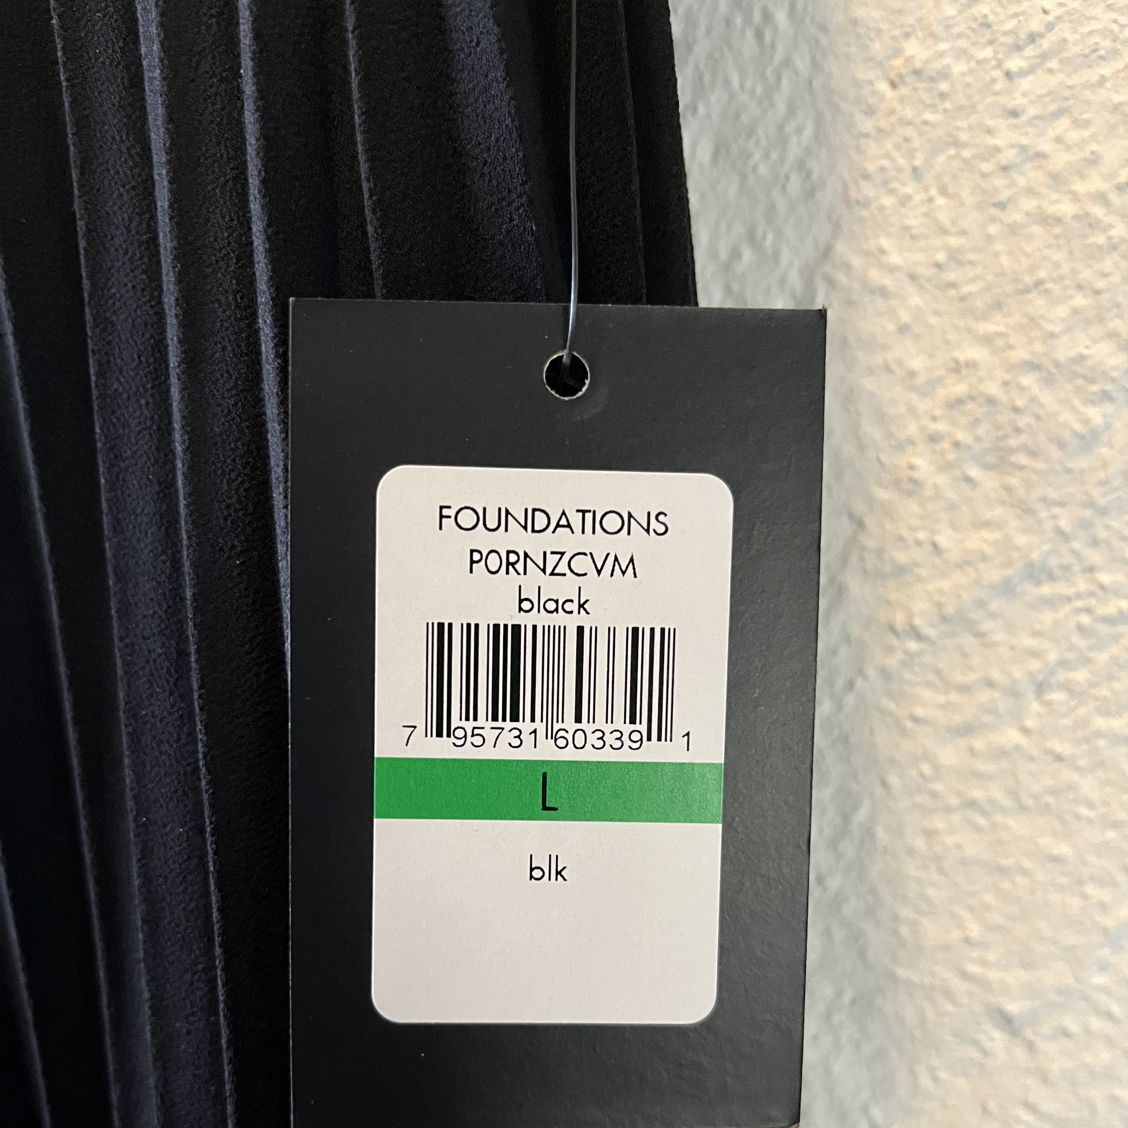 FOUNDATIONS
P0RNZCVM
black
7 95731 60339 1
L
blk